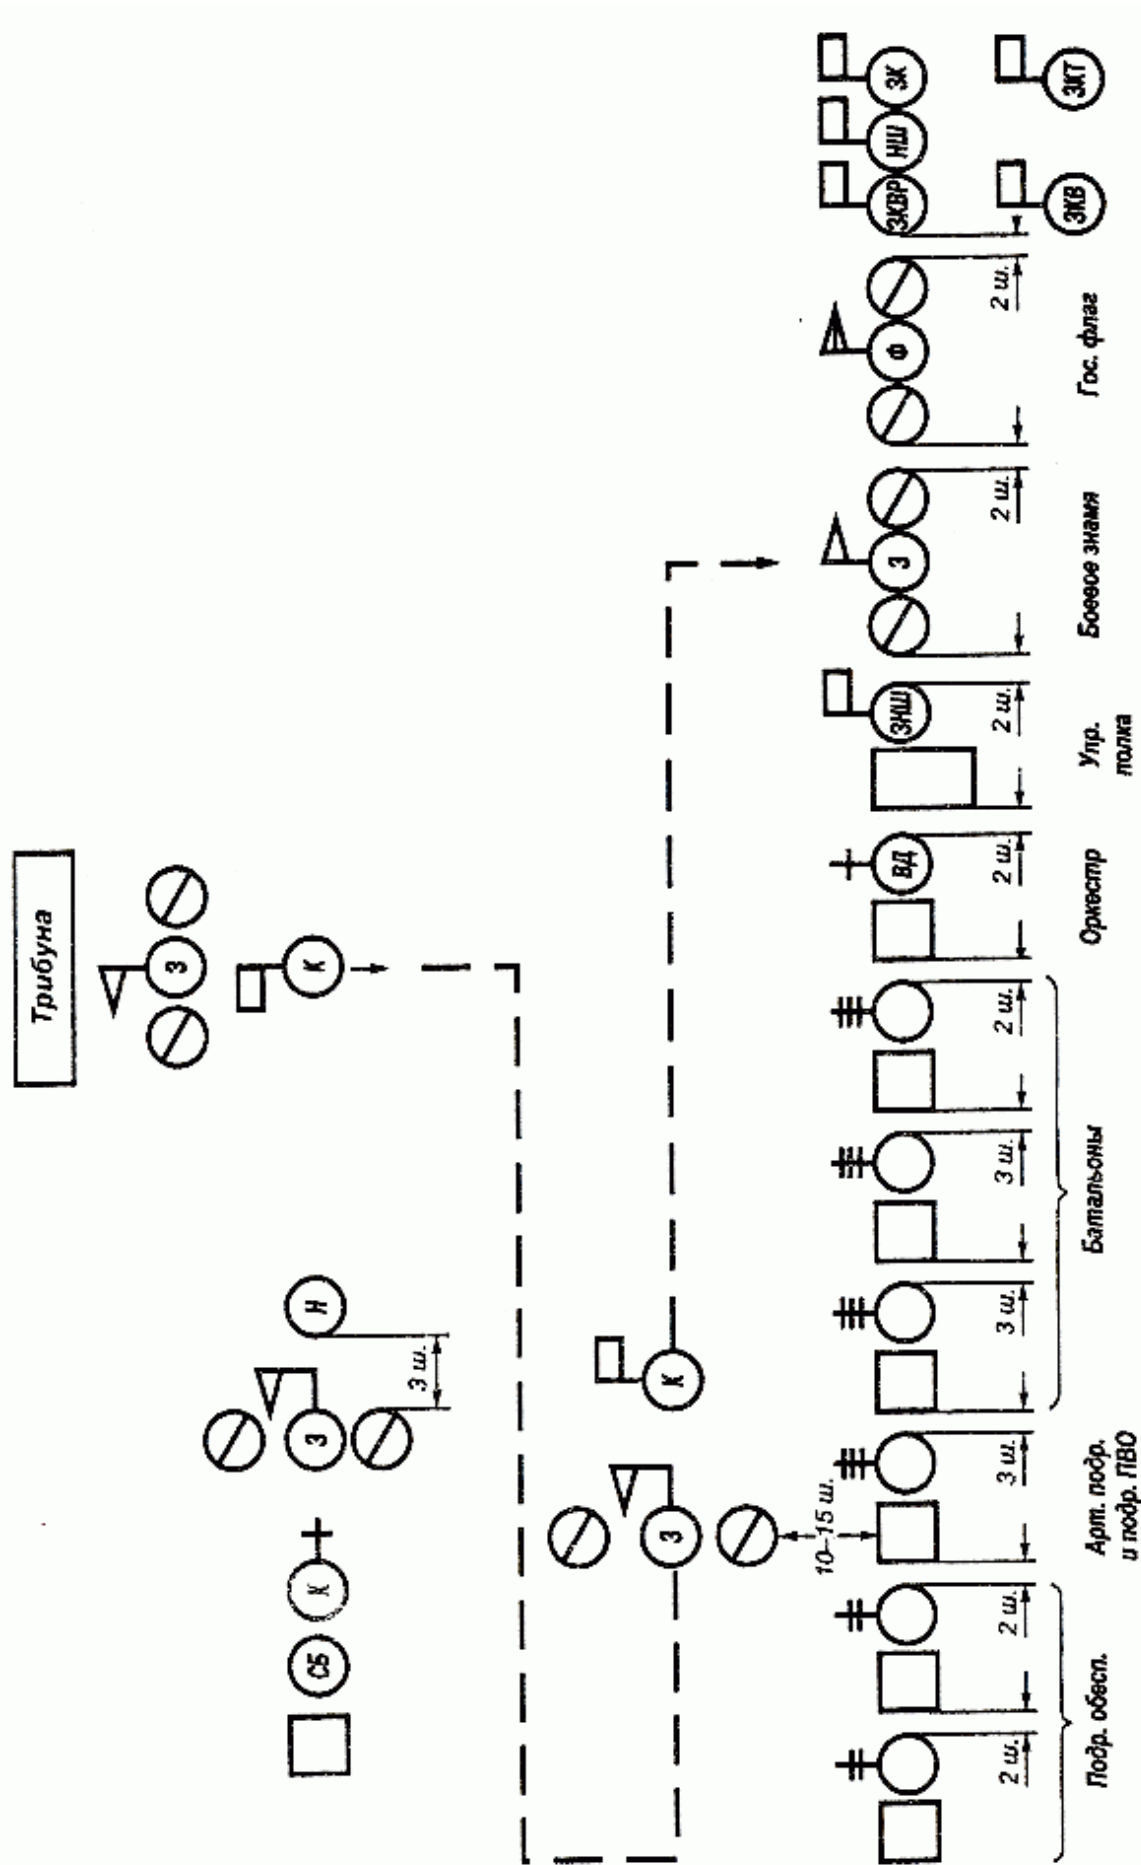 Трибуна
З
К
Н
3 ш.
З
К
СБ
К
З
10–15 ш.
ЗК
НШ
ЗКВР
ЗКТ
ЗКВ
Ф
2 ш.
Гос. флаг
З
2 ш.
Боевое знамя
ЗНШ
2 ш.
Упр.
полка
ВД
2 ш.
Оркестр
2 ш.
3 ш.
3 ш.
Батальоны
3 ш.
Арт. подр.
и подр. ПВО
2 ш.
2 ш.
Подр. обесп.